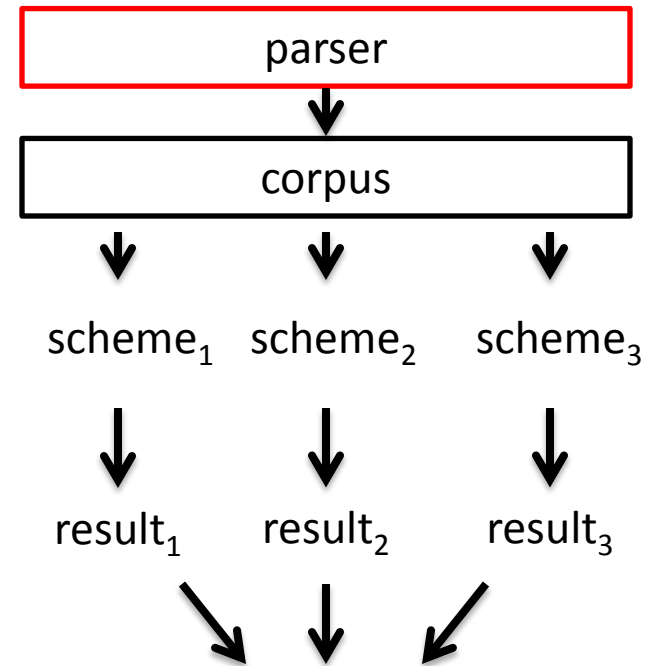 parser
corpus
scheme₁ scheme₂ scheme₃
result₁ result₂ result₃